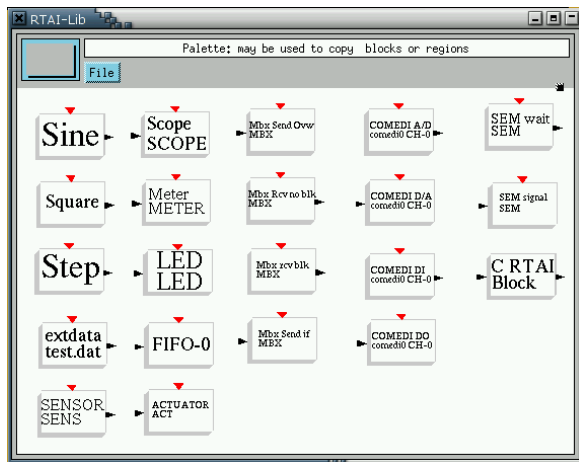 RTAI-Lib
Palette: may be used to copy blocks or regions
File
Sine
Scope
SCOPE
Mbx Send Ovw
MBX
COMEDI A/D
comedi0 CH-0
SEM wait
SEM
Square
Meter
METER
Mbx Rcv no blk
MBX
COMEDI D/A
comedi0 CH-0
SEM signal
SEM
Step
LED
LED
Mbx rcv blk
MBX
COMEDI DI
comedi0 CH-0
C RTAI
Block
extdata
test.dat
FIFO-0
Mbx Send if
MBX
COMEDI DO
comedi0 CH-0
SENSOR
SENS
ACTUATOR
ACT